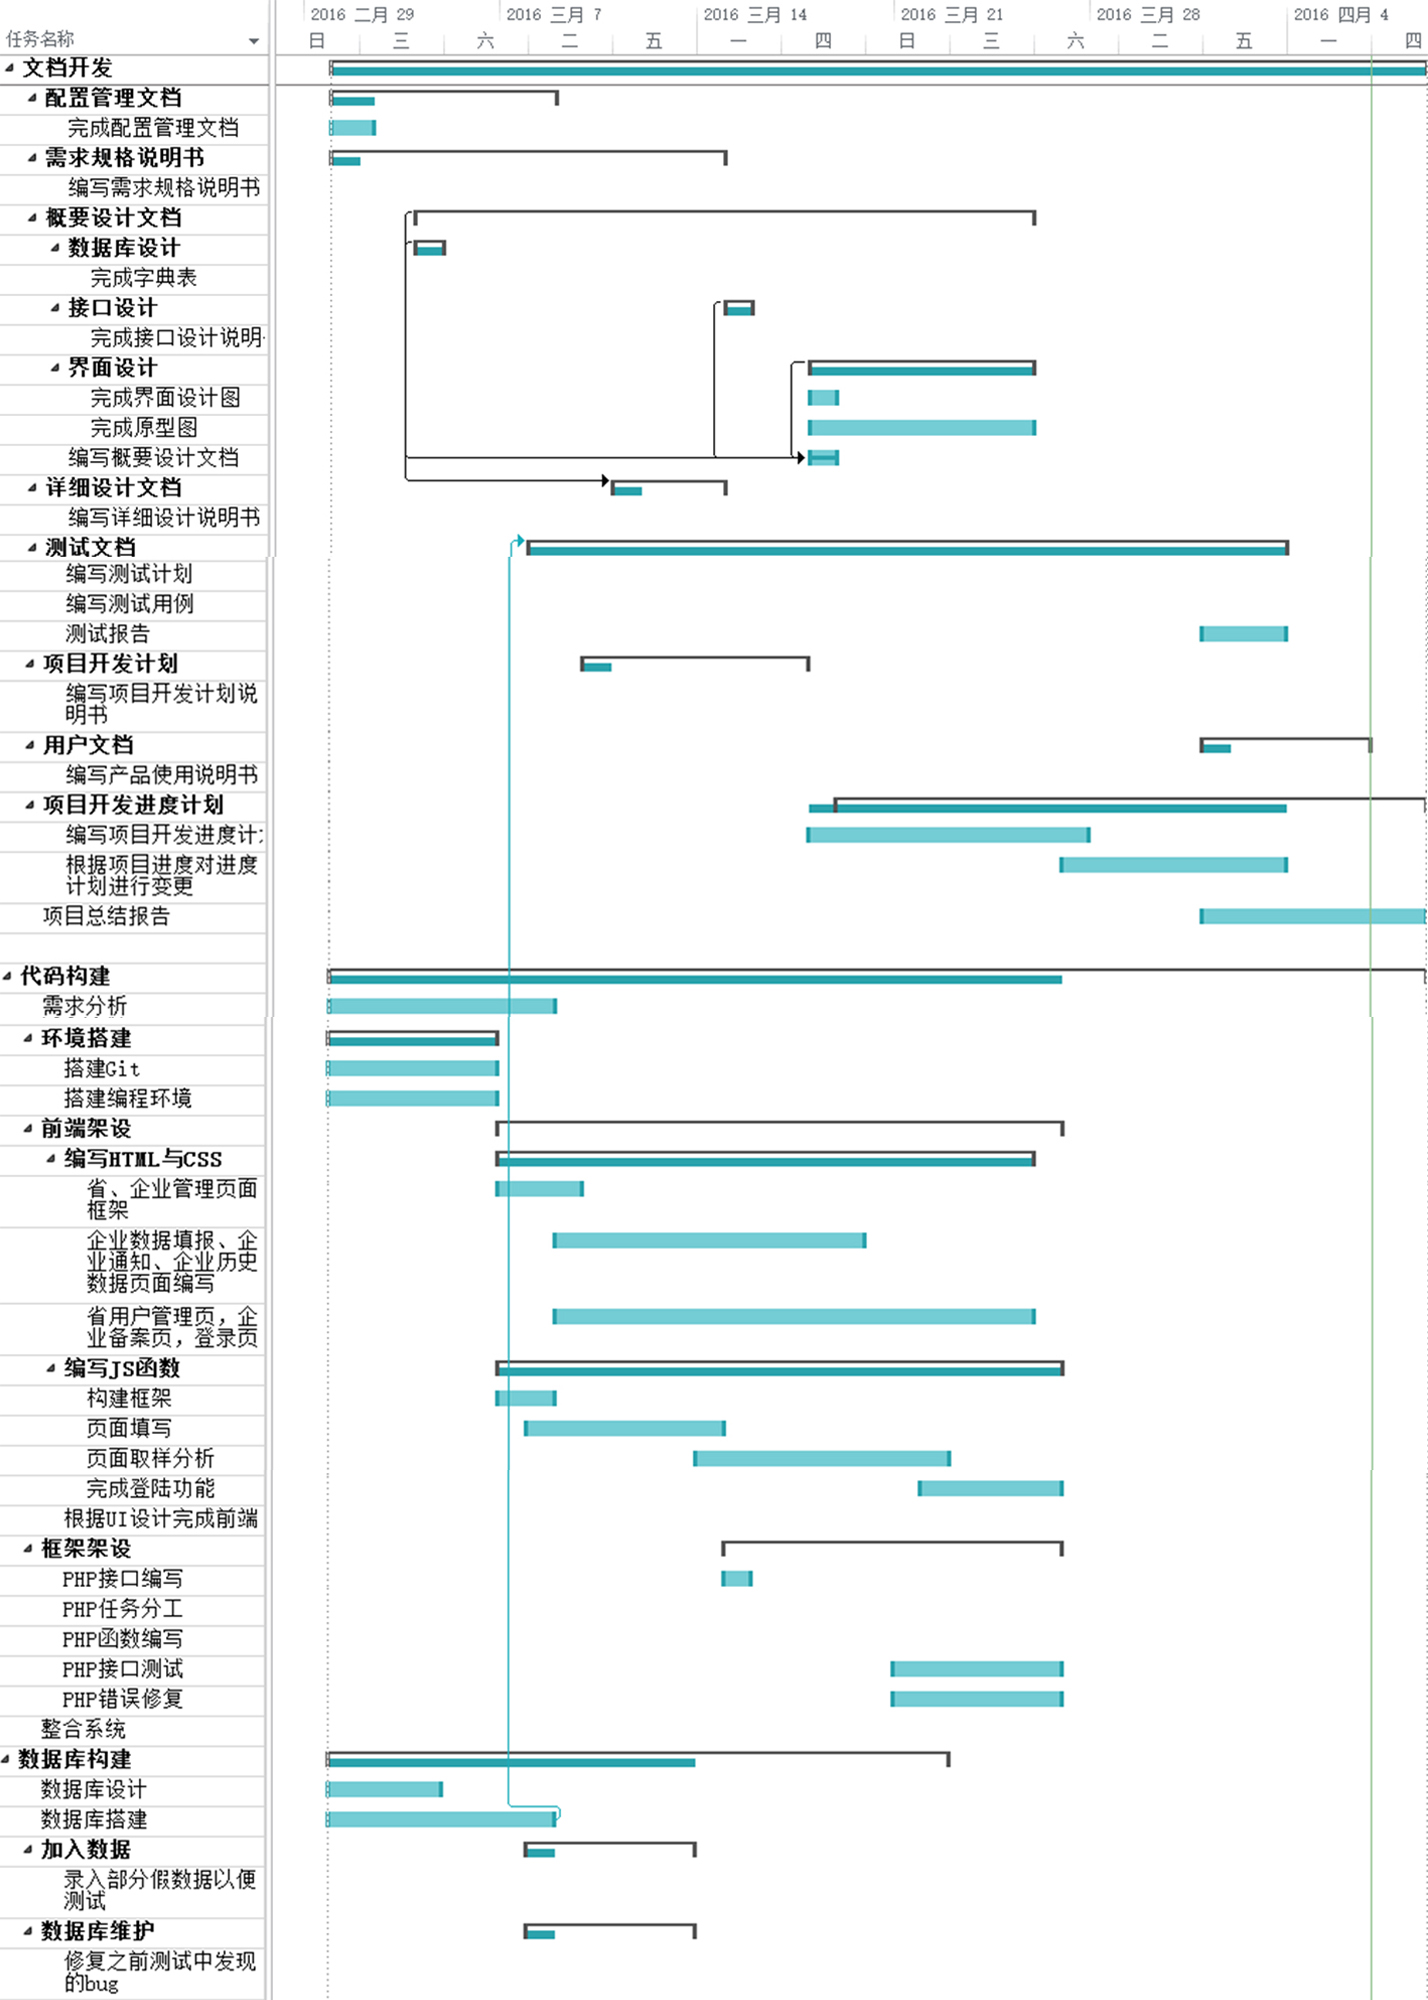 2016 二月 29
2016 三月 7
2016 三月 14
2016 三月 21
2016 三月 28
2016 四月 4
任务名称
日 三 六 二 五 一 四 日 三 六 二 五 一 四
文档开发
配置管理文档
完成配置管理文档
需求规格说明书
编写需求规格说明书
概要设计文档
数据库设计
完成字典表
接口设计
完成接口设计说明
界面设计
完成界面设计图
完成原型图
编写概要设计文档
详细设计文档
编写详细设计说明书
测试文档
编写测试计划
编写测试用例
测试报告
项目开发计划
编写项目开发计划说
明书
用户文档
编写产品使用说明书
项目开发进度计划
编写项目开发进度计
根据项目进度对进度
计划进行变更
项目总结报告
代码构建
需求分析
环境搭建
搭建Git
搭建编程环境
前端架设
编写HTML与CSS
省、企业管理页面
框架
企业数据填报、企
业通知、企业历史
数据页面编写
省用户管理页，企
业备案页，登录页
编写JS函数
构建框架
页面填写
页面取样分析
完成登陆功能
根据UI设计完成前端
框架架设
PHP接口编写
PHP任务分工
PHP函数编写
PHP接口测试
PHP错误修复
整合系统
数据库构建
数据库设计
数据库搭建
加入数据
录入部分假数据以便
测试
数据库维护
修复之前测试中发现
的bug